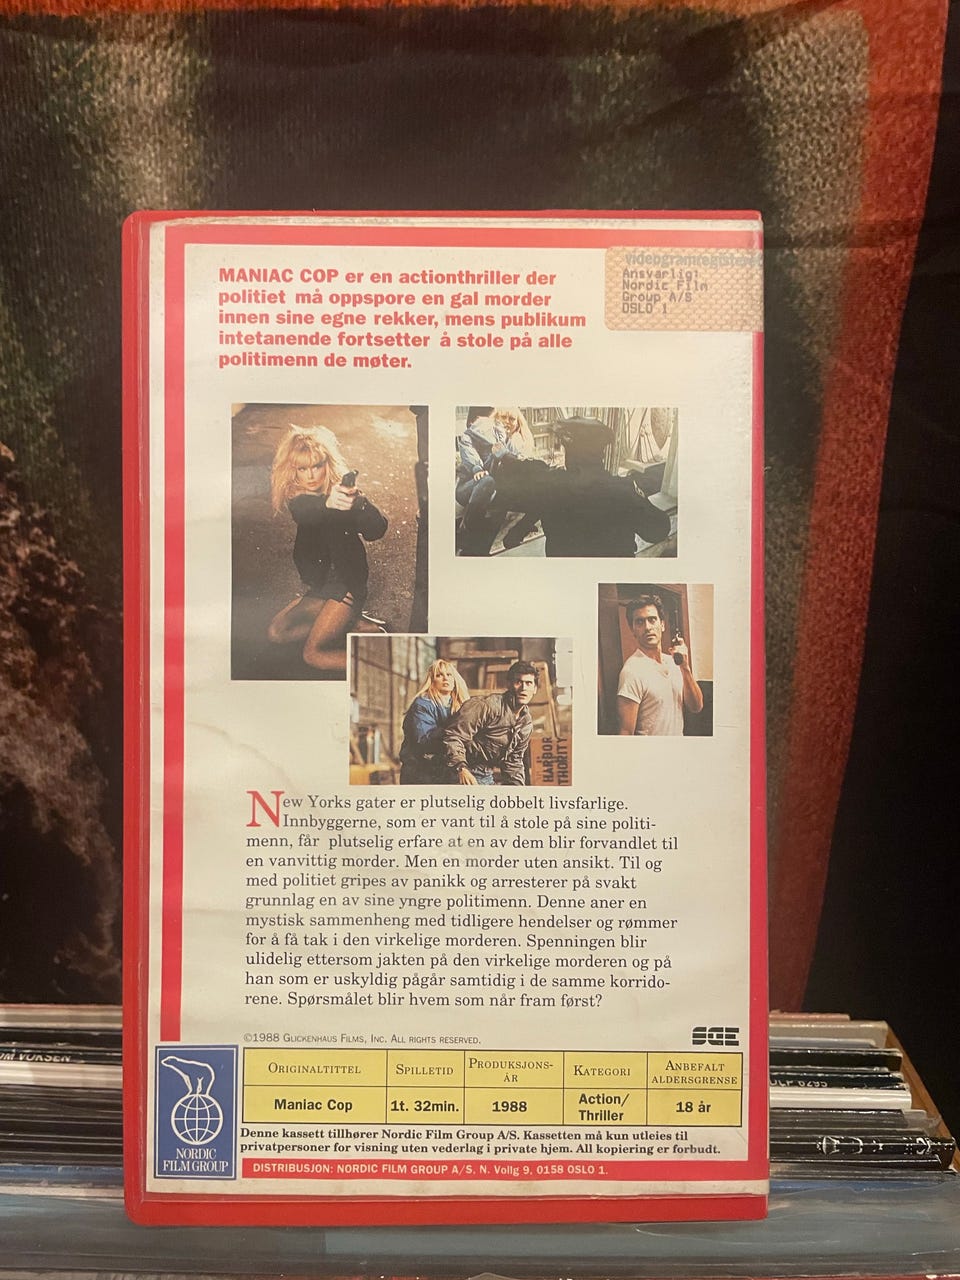 MANIAC COP er en actionthriller der
politiet må oppspore en gal morder
innen sine egne rekker, mens publikum
intetanende fortsetter å stole på alle
politimenn de møter.
videogramregisteret
Ansvarlig:
Nordic Film
Group A/S
OSLO 1
HARBOR
THORITY
New Yorks gater er plutselig dobbelt livsfarlige.
Innbyggerne, som er vant til å stole på sine politi-
menn, får plutselig erfare at en av dem blir forvandlet til
en vanvittig morder. Men en morder uten ansikt. Til og
med politiet gripes av panikk og arresterer på svakt
grunnlag en av sine yngre politimenn. Denne aner en
mystisk sammenheng med tidligere hendelser og rømmer
for å få tak i den virkelige morderen. Spenningen blir
ulidelig ettersom jakten på den virkelige morderen og på
han som er uskyldig pågår samtidig i de samme korrido-
rene. Spørsmålet blir hvem som når fram først?
©1988 GLICKENHAUS FILMS, INC. ALL RIGHTS RESERVED.
SGE
ORIGINALTITTEL
SPILLETID
PRODUKSJONS-
ÅR
KATEGORI
ANBEFALT
ALDERSGRENSE
Maniac Cop
1t. 32min.
1988
Action/
Thriller
18 år
NORDIC
FILM GROUP
Denne kassett tillhører Nordic Film Group A/S. Kassetten må kun utleies til
privatpersoner for visning uten vederlag i private hjem. All kopiering er forbudt.
DISTRIBUSJON: NORDIC FILM GROUP A/S. N. Vollg 9, 0158 OSLO 1.